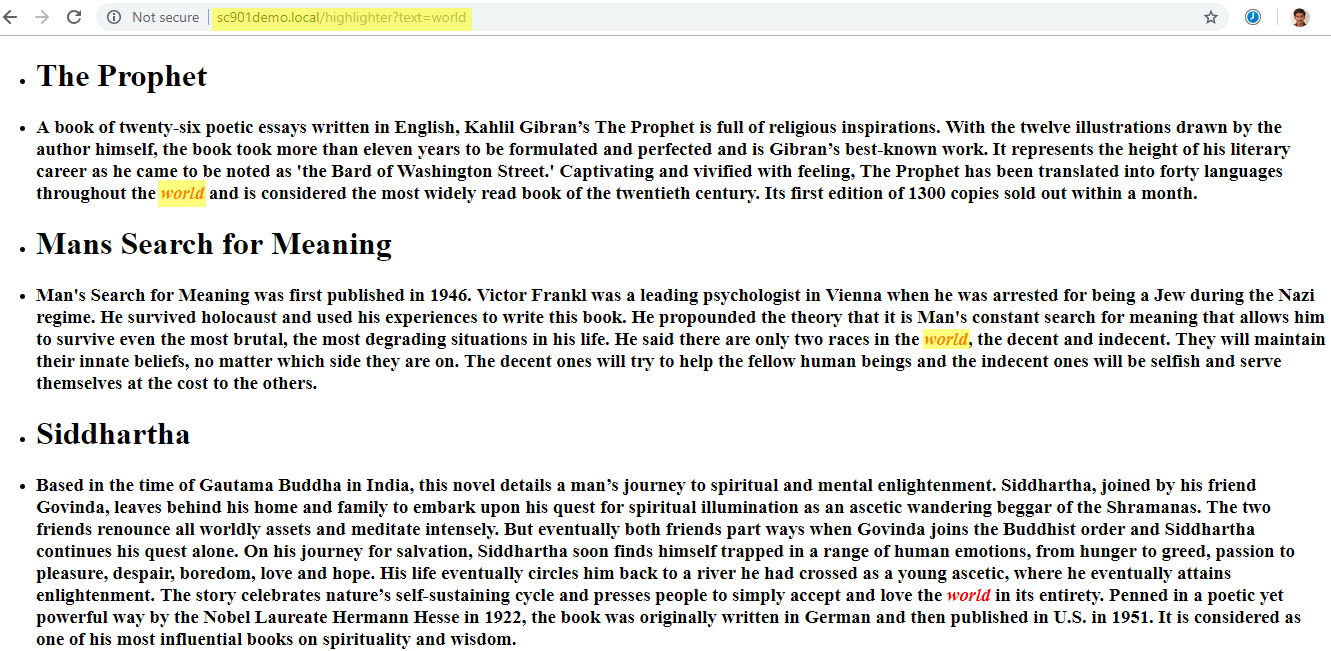 Not secure | sc901demo.local/highlighter?text=world
• The Prophet
• A book of twenty-six poetic essays written in English, Kahlil Gibran’s The Prophet is full of religious inspirations. With the twelve illustrations drawn by the
author himself, the book took more than eleven years to be formulated and perfected and is Gibran’s best-known work. It represents the height of his literary
career as he came to be noted as 'the Bard of Washington Street.' Captivating and vivified with feeling, The Prophet has been translated into forty languages
throughout the world and is considered the most widely read book of the twentieth century. Its first edition of 1300 copies sold out within a month.
• Mans Search for Meaning
• Man's Search for Meaning was first published in 1946. Victor Frankl was a leading psychologist in Vienna when he was arrested for being a Jew during the Nazi
regime. He survived holocaust and used his experiences to write this book. He propounded the theory that it is Man's constant search for meaning that allows him
to survive even the most brutal, the most degrading situations in his life. He said there are only two races in the world, the decent and indecent. They will maintain
their innate beliefs, no matter which side they are on. The decent ones will try to help the fellow human beings and the indecent ones will be selfish and serve
themselves at the cost to the others.
• Siddhartha
• Based in the time of Gautama Buddha in India, this novel details a man’s journey to spiritual and mental enlightenment. Siddhartha, joined by his friend
Govinda, leaves behind his home and family to embark upon his quest for spiritual illumination as an ascetic wandering beggar of the Shramanas. The two
friends renounce all worldly assets and meditate intensely. But eventually both friends part ways when Govinda joins the Buddhist order and Siddhartha
continues his quest alone. On his journey for salvation, Siddhartha soon finds himself trapped in a range of human emotions, from hunger to greed, passion to
pleasure, despair, boredom, love and hope. His life eventually circles him back to a river he had crossed as a young ascetic, where he eventually attains
enlightenment. The story celebrates nature’s self-sustaining cycle and presses people to simply accept and love the world in its entirety. Penned in a poetic yet
powerful way by the Nobel Laureate Hermann Hesse in 1922, the book was originally written in German and then published in U.S. in 1951. It is considered as
one of his most influential books on spirituality and wisdom.